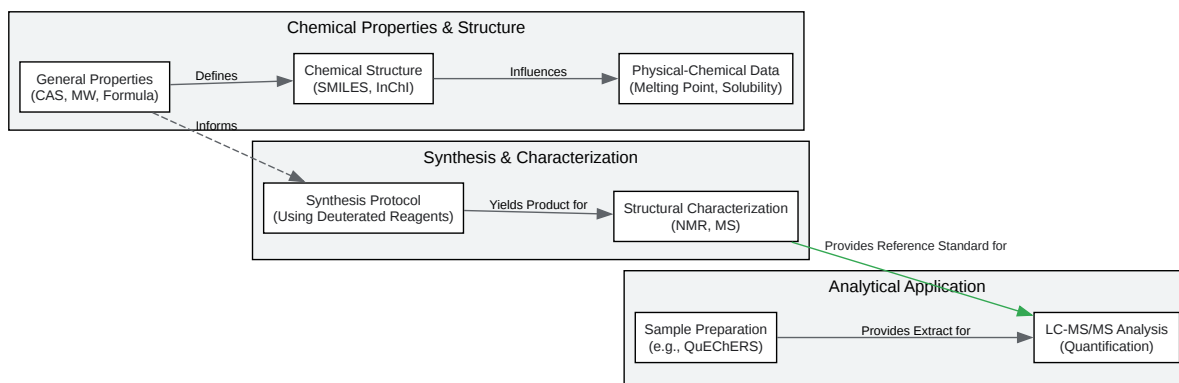 Chemical Properties & Structure
General Properties
(CAS, MW, Formula)
Defines
Chemical Structure
(SMILES, InChI)
Influences
Physical-Chemical Data
(Melting Point, Solubility)
Informs
Synthesis & Characterization
Synthesis Protocol
(Using Deuterated Reagents)
Yields Product for
Structural Characterization
(NMR, MS)
Provides Reference Standard for
Analytical Application
Sample Preparation
(e.g., QuEChERS)
Provides Extract for
LC-MS/MS Analysis
(Quantification)